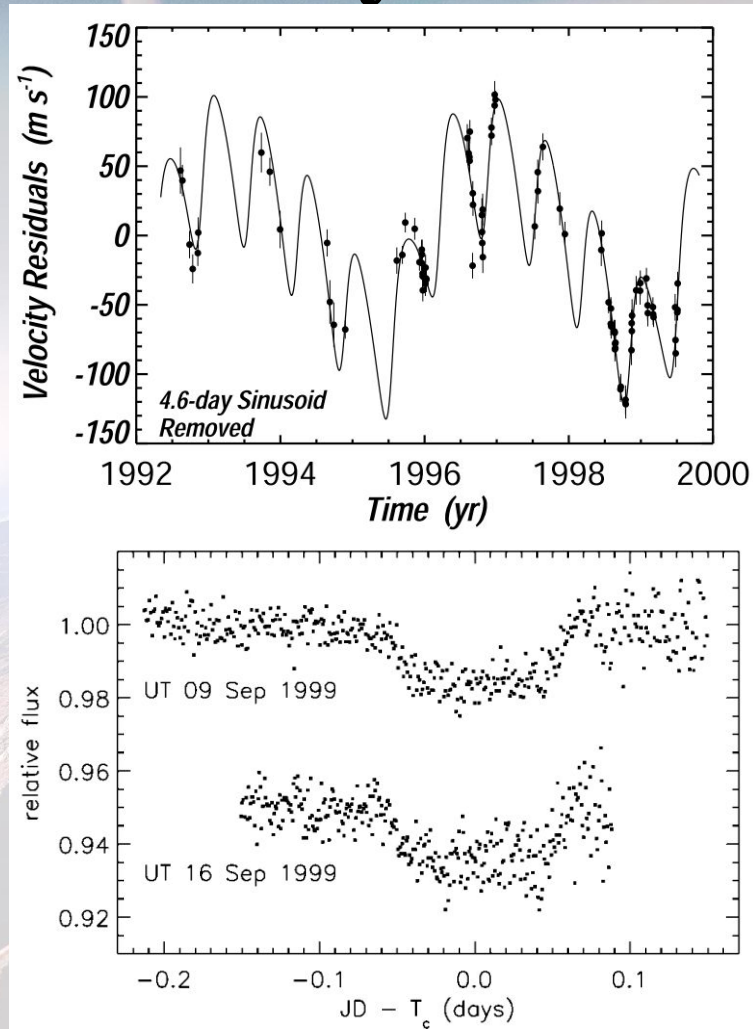 Velocity Residuals (m s⁻¹)
150
100
50
0
-50
-100
-150
4.6-day Sinusoid
Removed
1992 1994 1996 1998 2000
Time (yr)
relative flux
1.00
0.98
0.96
0.94
0.92
UT 09 Sep 1999
UT 16 Sep 1999
−0.2 −0.1 0.0 0.1
JD − T_c (days)